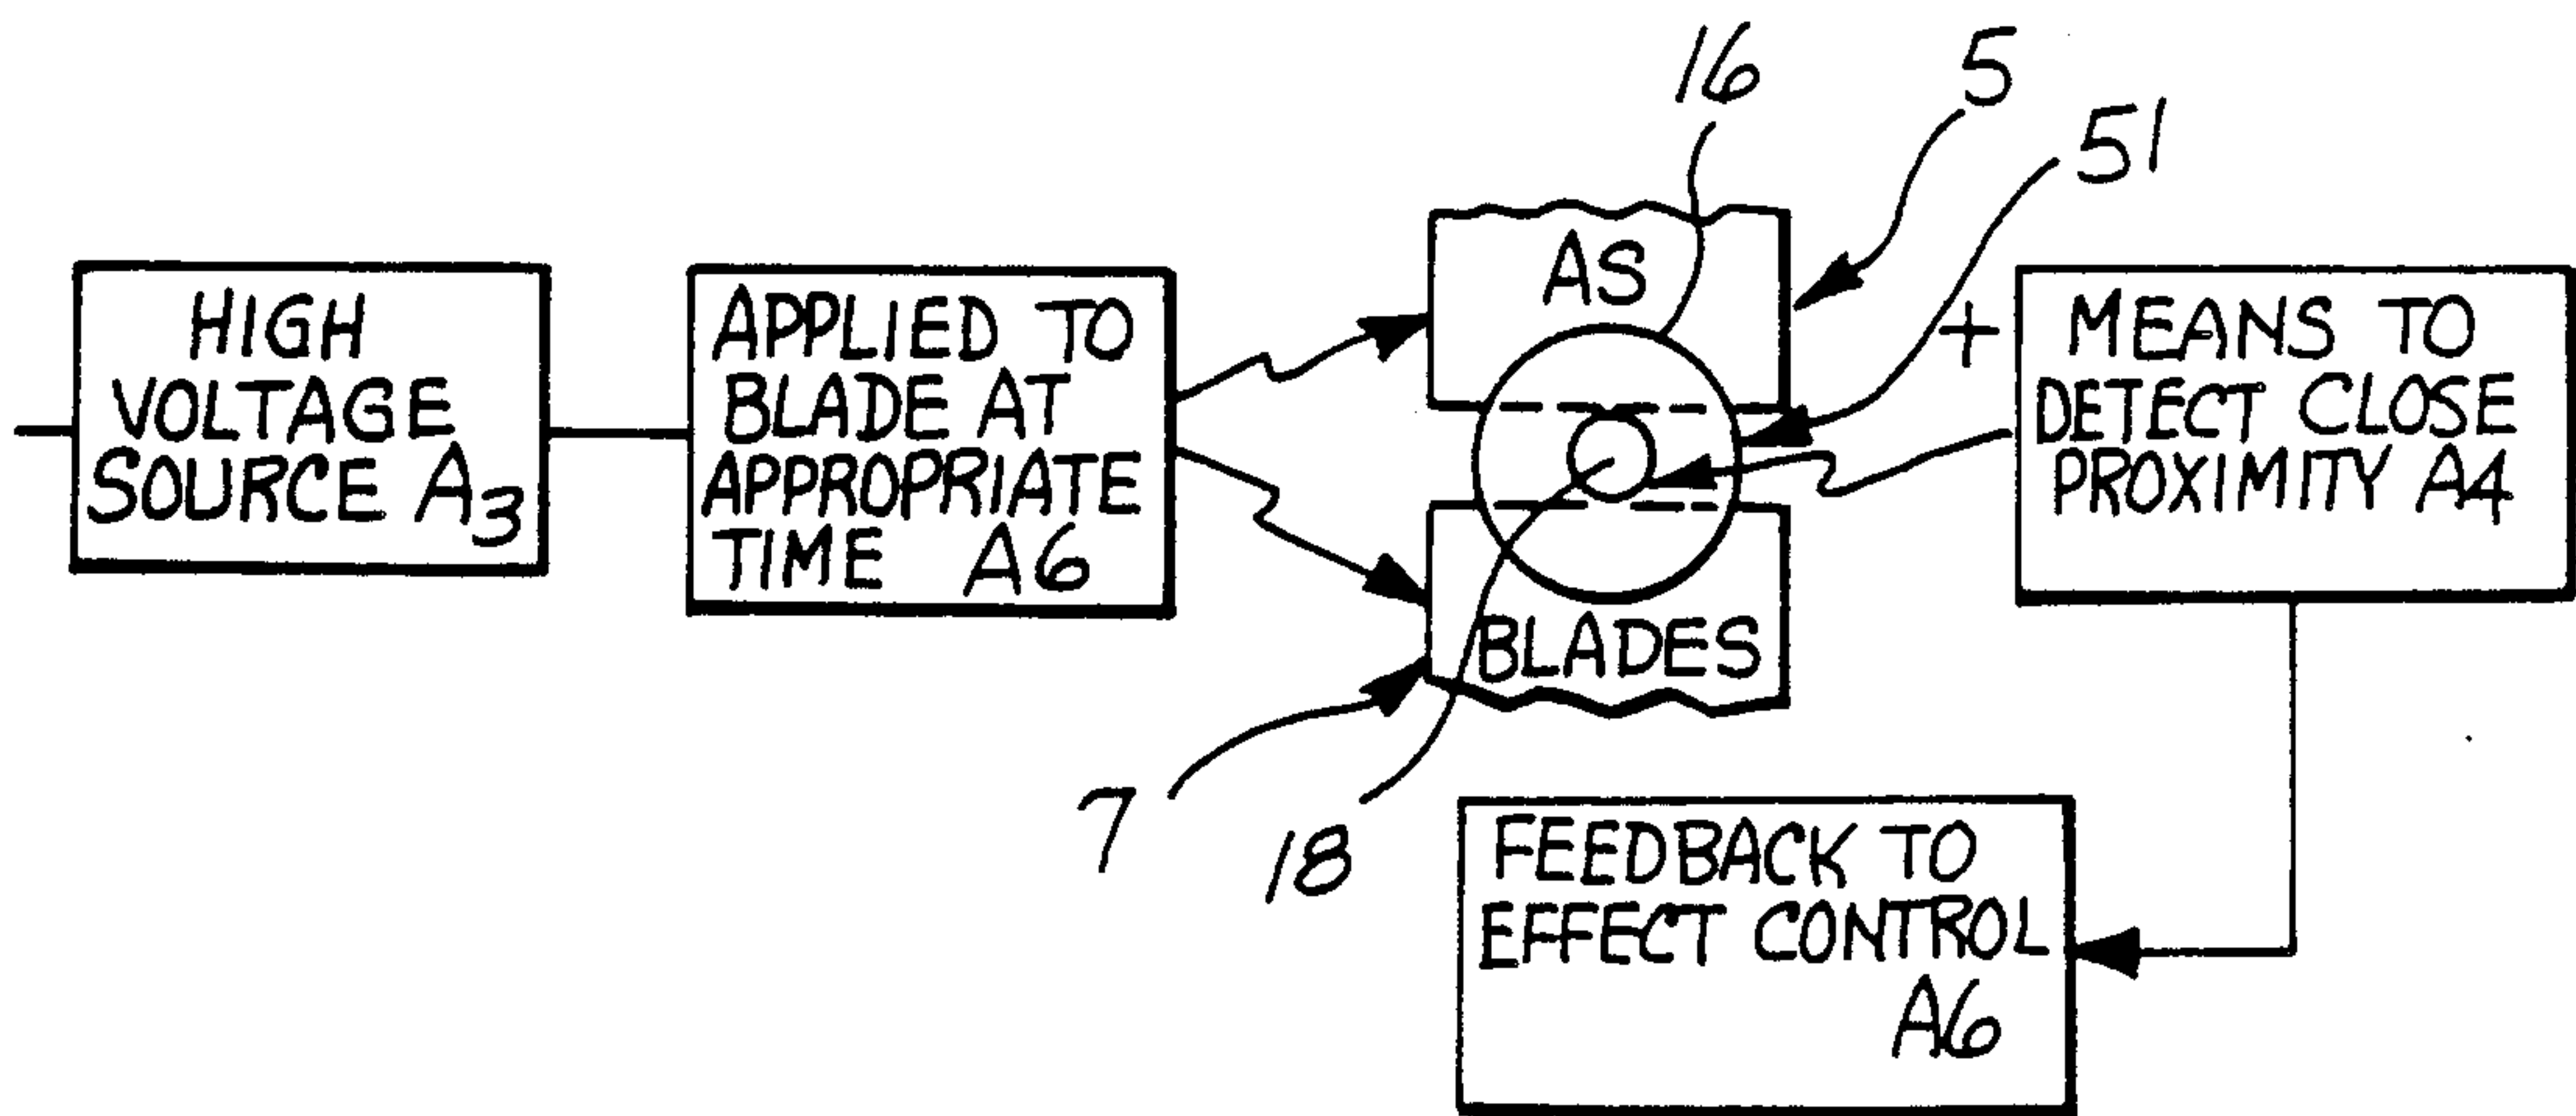 16
5
51
HIGH
VOLTAGE
SOURCE A3
APPLIED TO
BLADE AT
APPROPRIATE
TIME A6
AS
BLADES
+
MEANS TO
DETECT CLOSE
PROXIMITY A4
7
18
FEEDBACK TO
EFFECT CONTROL
A6